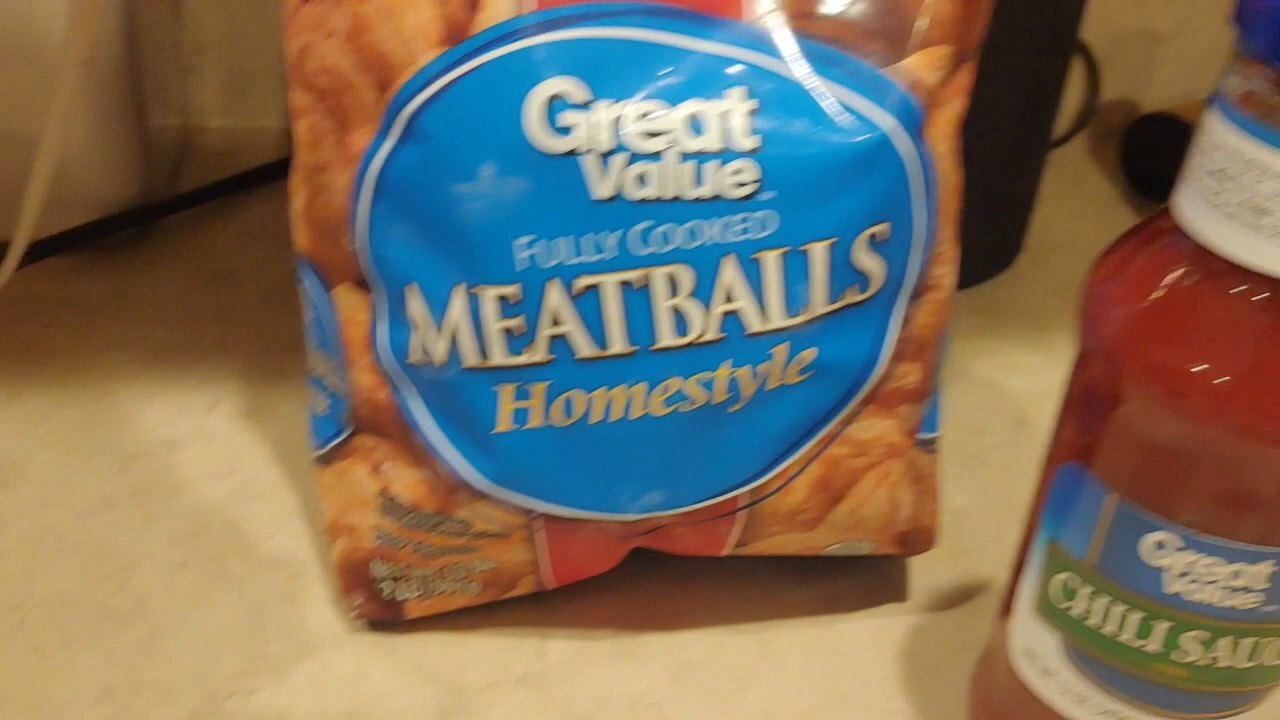 Great
Value
FULLY COOKED
MEATBALLS
Homestyle
Great
Value
CHILI SAU